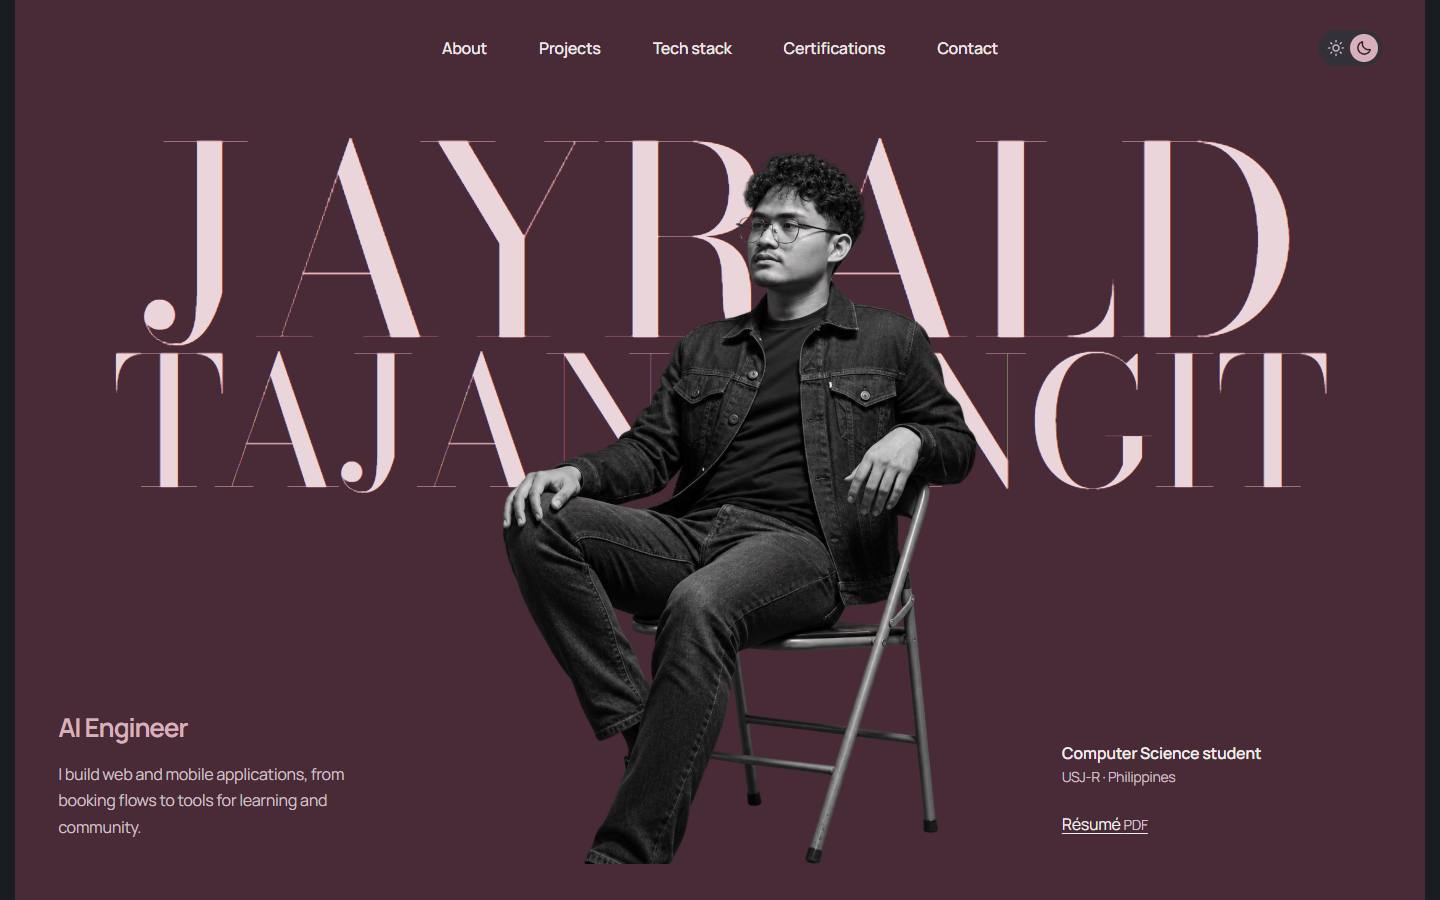 About
Projects
Tech stack
Certifications
Contact
JAYRALD
AI Engineer
I build web and mobile applications, from
booking flows to tools for learning and
community.
Computer Science student
USJ-R · Philippines
Résumé PDF